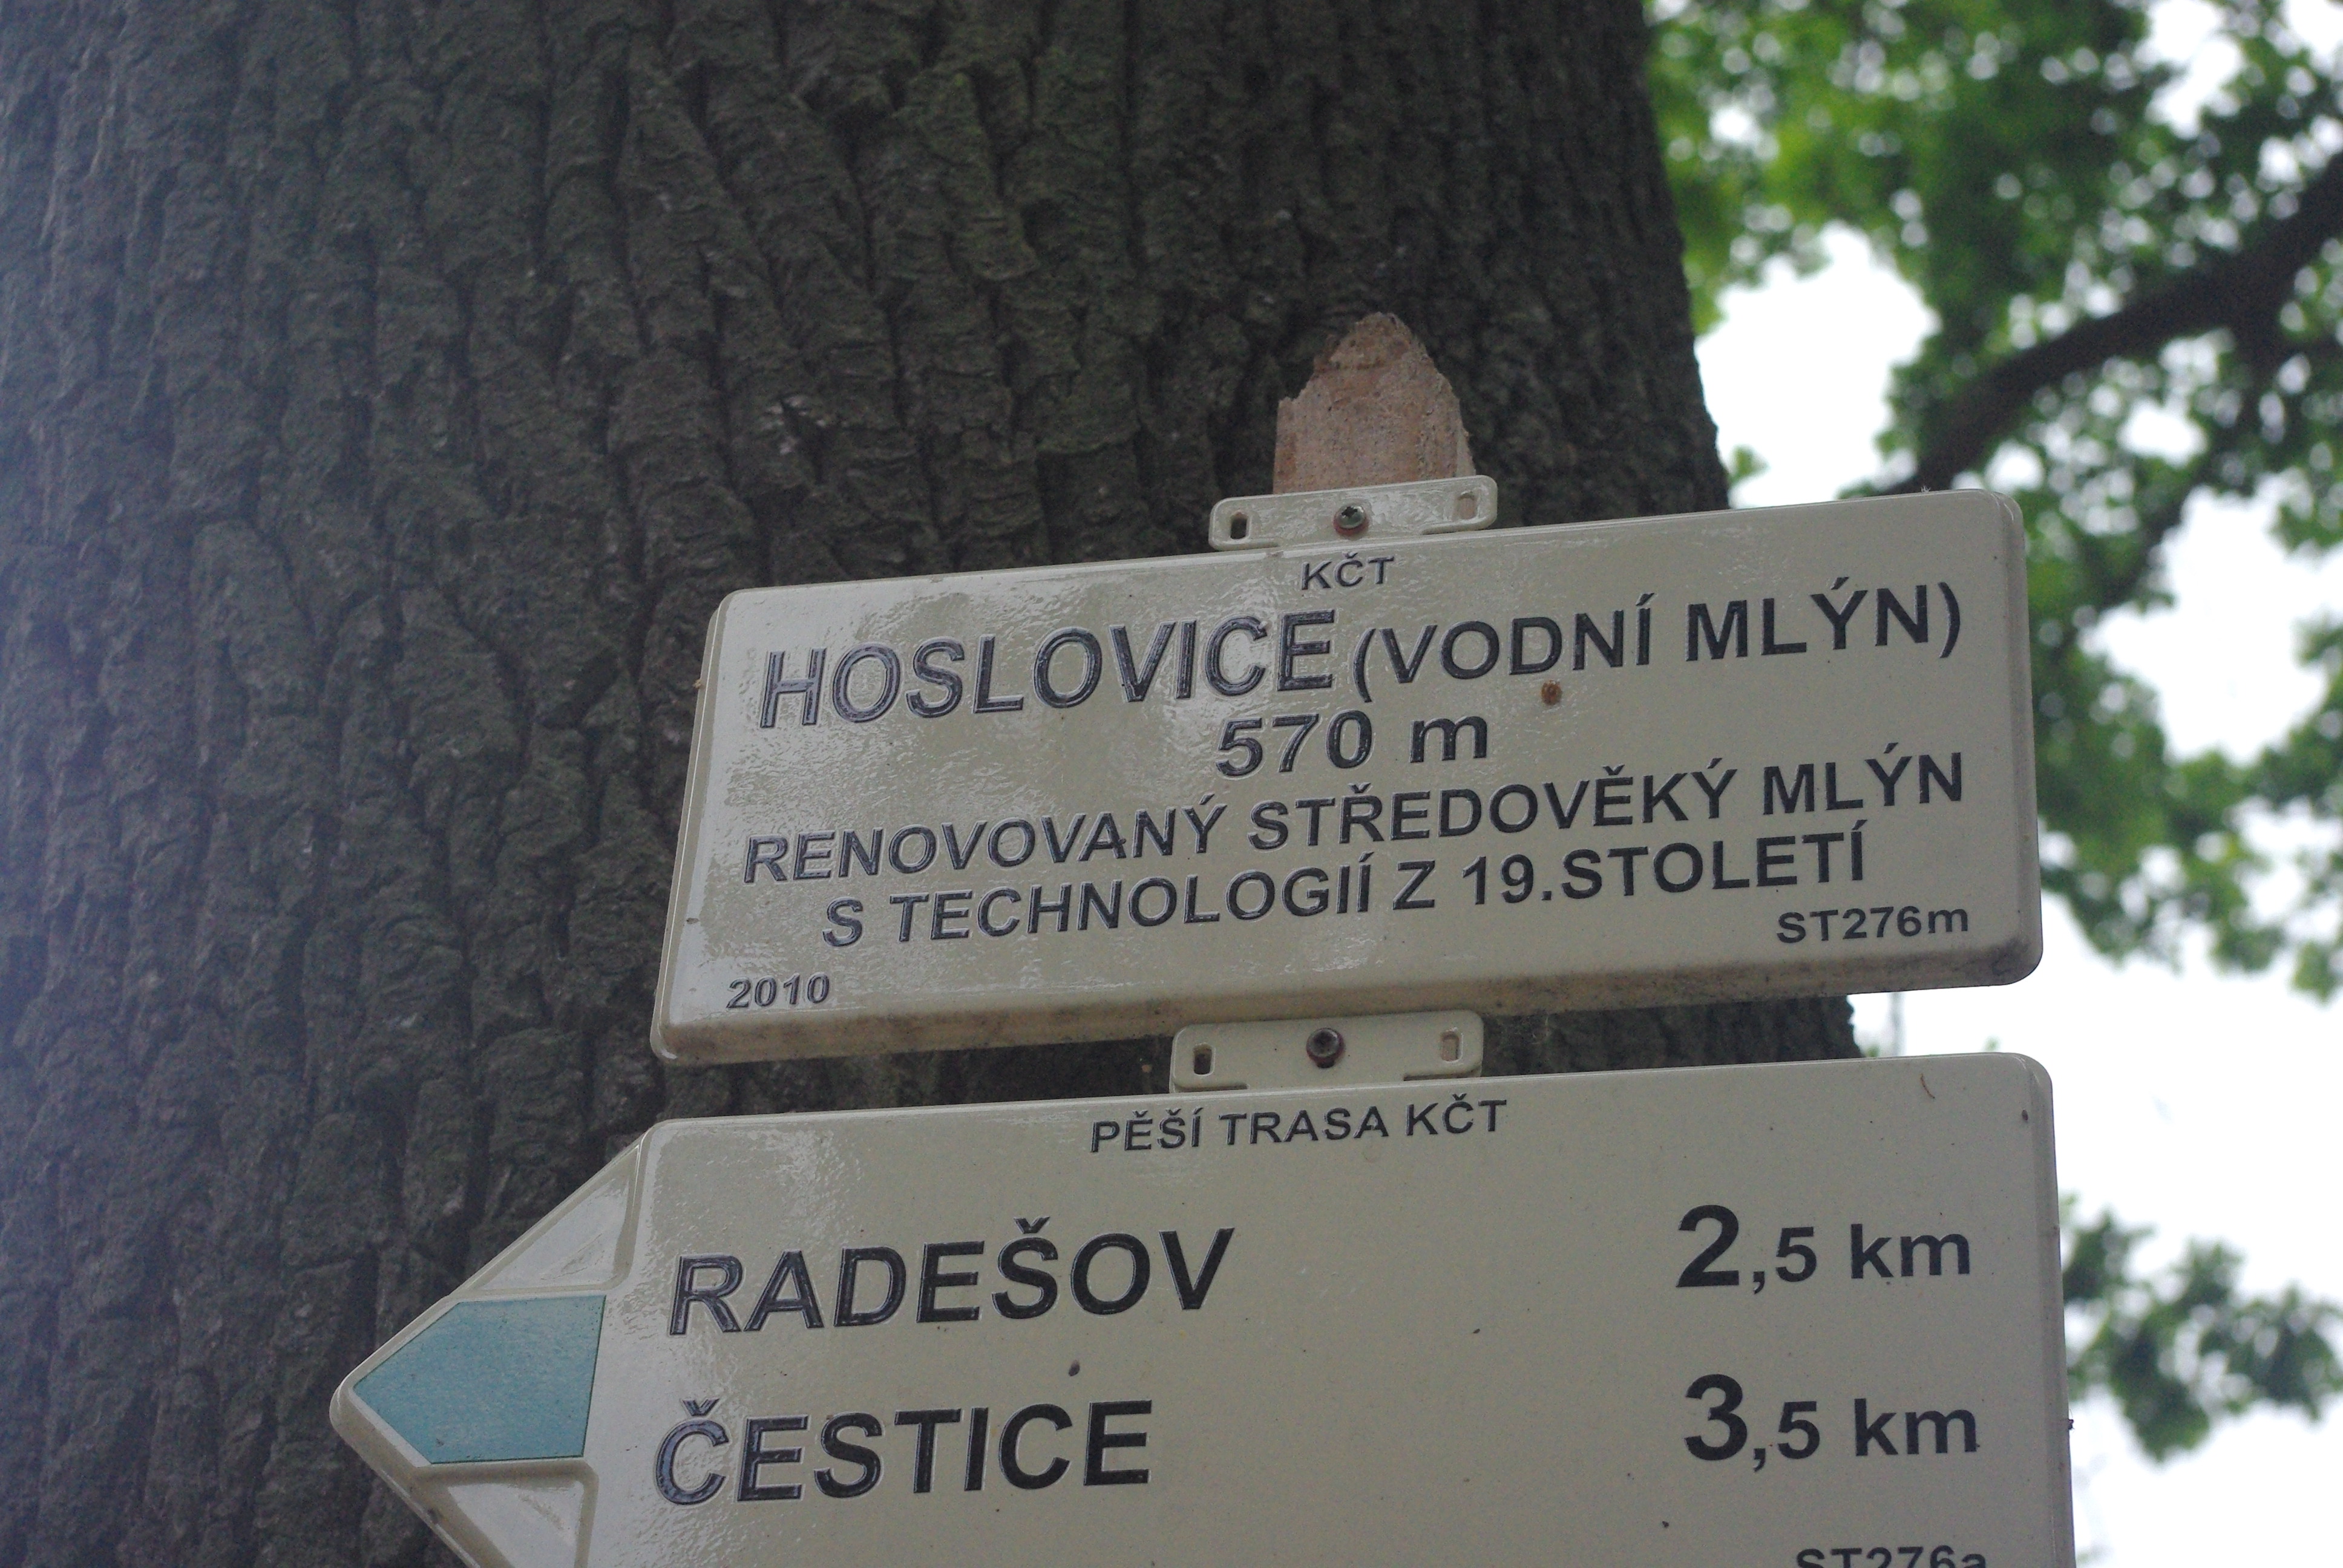 KČT
HOSLOVICE (VODNÍ MLÝN)
570 m
RENOVOVANÝ STŘEDOVĚKÝ MLÝN
S TECHNOLOGIÍ Z 19.STOLETÍ
ST276m
2010
PĚŠÍ TRASA KČT
RADEŠOV 2,5 km
ČESTICE 3,5 km
ST276a